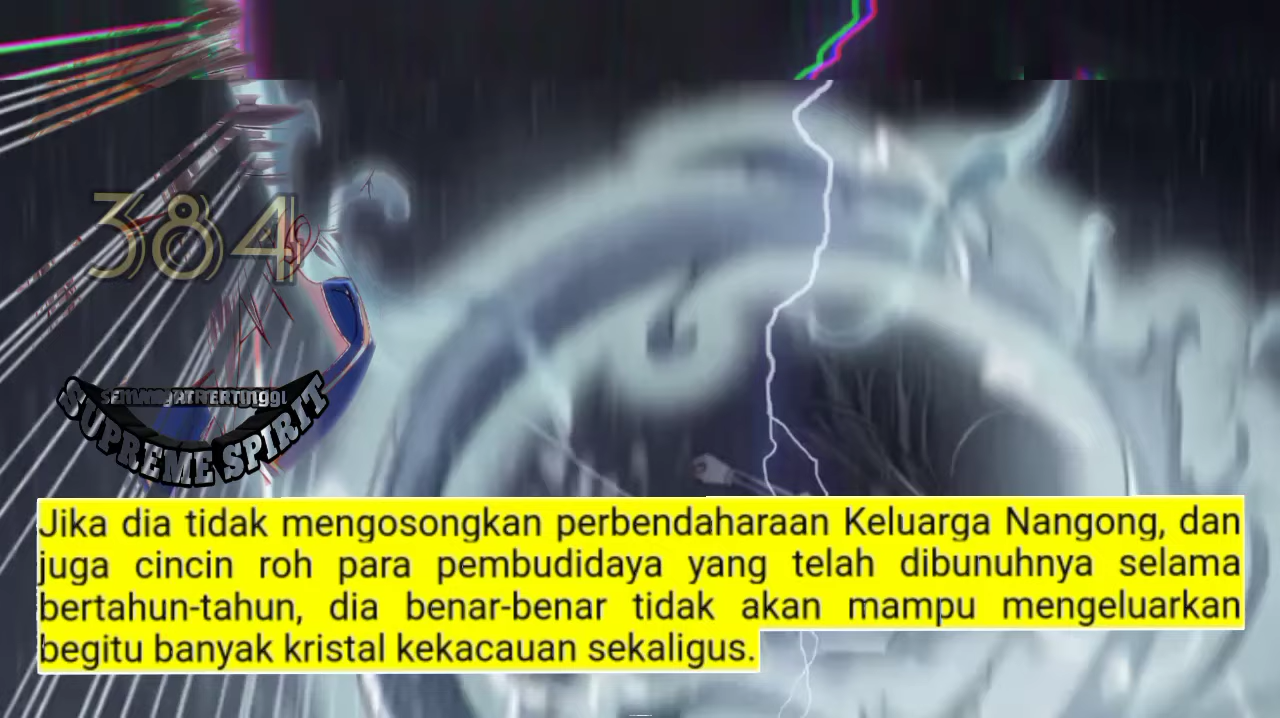 384
SUPREME SPIRIT
Jika dia tidak mengosongkan perbendaharaan Keluarga Nangong, dan
juga cincin roh para pembudidaya yang telah dibunuhnya selama
bertahun-tahun, dia benar-benar tidak akan mampu mengeluarkan
begitu banyak kristal kekacauan sekaligus.